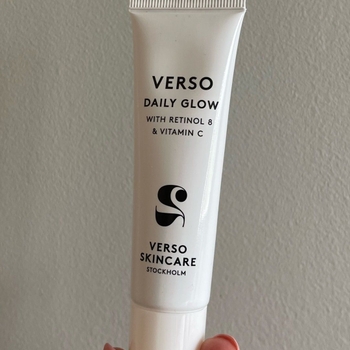 VERSO
DAILY GLOW
WITH RETINOL 8
& VITAMIN C
VERSO
SKINCARE
STOCKHOLM